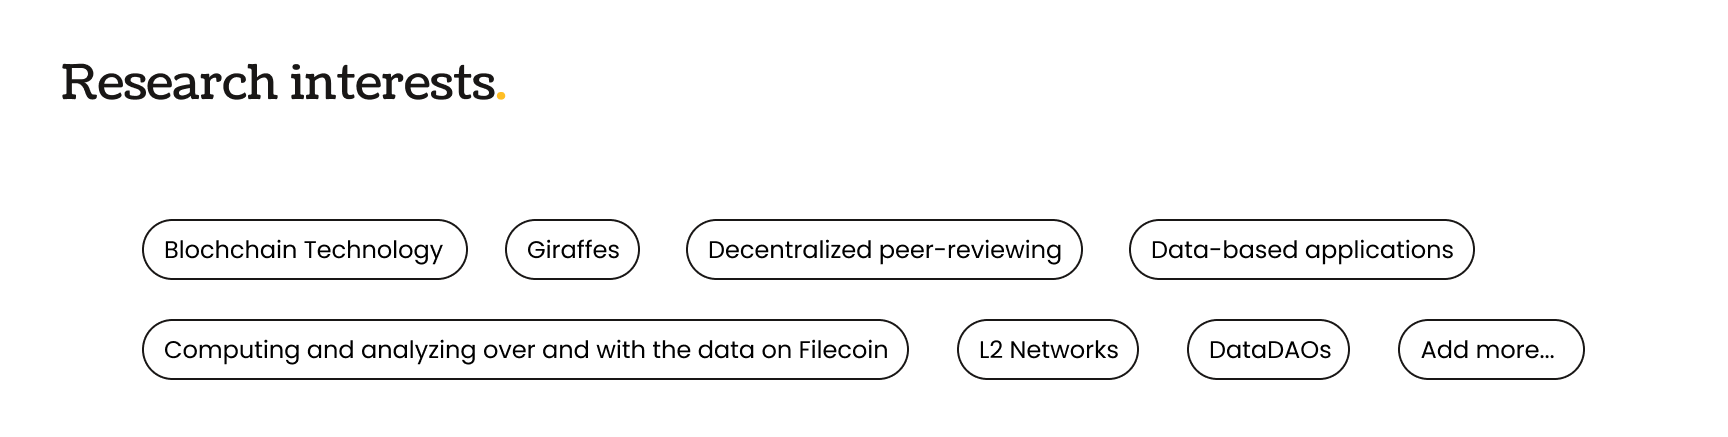 Research interests.
Blochchain Technology Giraffes Decentralized peer-reviewing Data-based applications
Computing and analyzing over and with the data on Filecoin L2 Networks DataDAOs Add more...